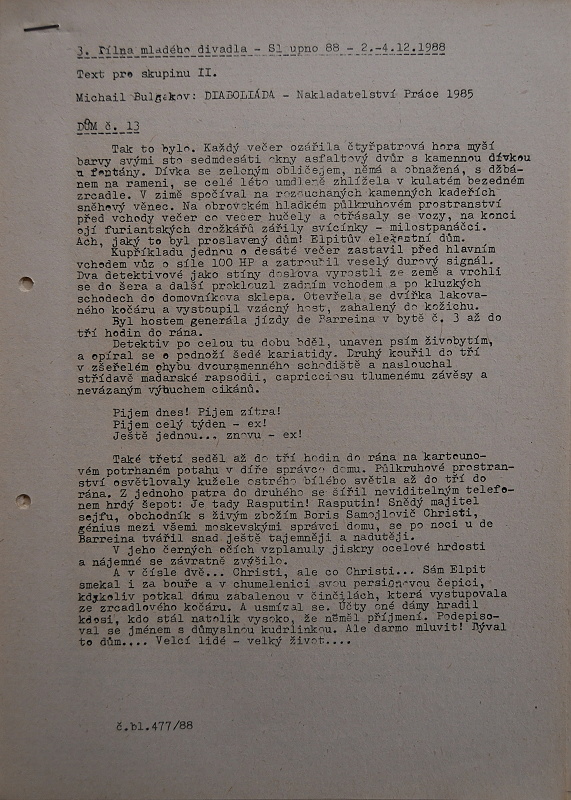 3. Dílna mladého divadla - Sl upno 88 - 2.-4.12.1988
Text pro skupinu II.
Michail Bulgakov: DIABOLIÁDA - Nakladatelství Práce 1985
DŮM č. 13
Tak to bylo. Každý večer ozářila čtyřpatrová hora myší
barvy svými sto sedmdesáti okny asfaltový dvůr s kamennou dívkou
u fontány. Dívka se zeleným obličejem, němá a obnažená, s džbá-
nem na rameni, se celé léto umdleně zhlížela v kulatém bezedném
zrcadle. V zimě spočíval na rozcuchaných kamenných kadeřích
sněhový věnec. Na obrovském hladkém půlkruhovém prostranství
před vchody večer co večer hučely a otřásaly se vozy, na konci
ojí furiantských drožkářů zářily svícínky - milostpanáčci.
Ach, jaký to byl proslavený dům! Elpitův elegantní dům.
Kupříkladu jednou o desáté večer zastavil před hlavním
vchodem vůz o síle 100 HP a zatroubil veselý durový signál.
Dva detektivové jako stíny doslova vyrostli ze země a vrhli
se do šera a další proklouzl zadním vchodem a po kluzkých
schodech do domovníkova sklepa. Otevřela se dvířka lakova-
ného kočáru a vystoupil vzácný host, zahalený do kožichu.
Byl hostem generála jízdy de Barreina v bytě č. 3 až do
tří hodin do rána.
Detektiv po celou tu dobu bděl, unaven psím živobytím,
a opíral se o podnoží šedé kariatidy. Druhý kouřil do tří
v zšeřelém ohybu dvouramenného schodiště a naslouchal
střídavě maďarské rapsodii, capricciosu tlumenému závěsy a
nevázaným výbuchem cikánů.
Pijem dnes! Pijem zítra!
Pijem celý týden - ex!
Ještě jednou... znovu - ex!
Také třetí seděl až do tří hodin do rána na kartouno-
vém potrhaném potahu v díře správce domu. Půlkruhové prostran-
ství osvětlovaly kužele ostrého bílého světla až do tří do
rána. Z jednoho patra do druhého se šířil neviditelným telefo-
nem hrdý šepot: Je tady Rasputin! Rasputin! Snědý majitel
sejfu, obchodník s živým zbožím Boris Samojlovič Christi,
génius mezi všemi moskevskými správci domu, se po noci u de
Barreina tvářil snad ještě tajemněji a nadutěji.
V jeho černých očích vzplanuly jiskry ocelové hrdosti
a nájemné se závratně zvýšilo.
A v čísle dvě... Christi, ale co Christi... Sám Elpit
smekal i za bouře a v chumelenici svou persiánovou čepici,
kdykoliv potkal dámu zabalenou v činčilách, která vystupovala
ze zrcadlového kočáru. A usmíval se. Účty oné dámy hradil
kdosi, kdo stál natolik vysoko, že neměl příjmení. Podepiso-
val se jménem s důmyslnou kudrlinkou. Ale darmo mluvit! Býval
to dům.... Velcí lidé - velký život....
č.bl.477/88